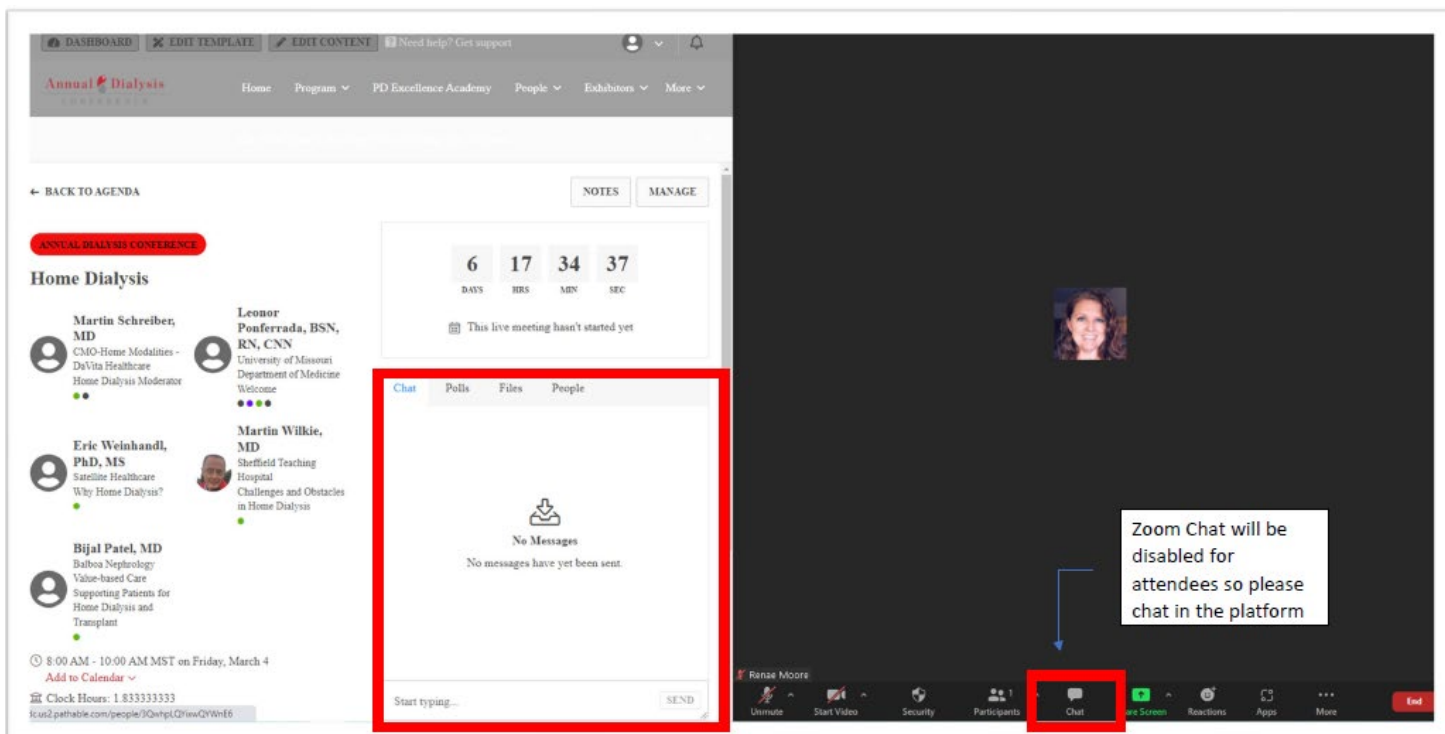 DASHBOARD EDIT TEMPLATE EDIT CONTENT Need help? Get support
Annual Dialysis
CONFERENCE
Home Program PD Excellence Academy People Exhibitors More
← BACK TO AGENDA
NOTES MANAGE
ANNUAL DIALYSIS CONFERENCE
Home Dialysis
Martin Schreiber,
MD
CMO-Home Modalities -
DaVita Healthcare
Home Dialysis Moderator
Leonor
Ponferrada, BSN,
RN, CNN
University of Missouri
Department of Medicine
Welcome
Eric Weinhandl,
PhD, MS
Satellite Healthcare
Why Home Dialysis?
Martin Wilkie,
MD
Sheffield Teaching
Hospital
Challenges and Obstacles
in Home Dialysis
Bijal Patel, MD
Balboa Nephrology
Value-based Care
Supporting Patients for
Home Dialysis and
Transplant
8:00 AM - 10:00 AM MST on Friday, March 4
Add to Calendar
Clock Hours: 1.833333333
6 17 34 37
DAYS HRS MIN SEC
This live meeting hasn't started yet
Chat Polls Files People
No Messages
No messages have yet been sent.
Start typing... SEND
Zoom Chat will be
disabled for
attendees so please
chat in the platform
Renae Moore
Unmute Start Video Security Participants 1 Chat are Screen Reactions Apps More End